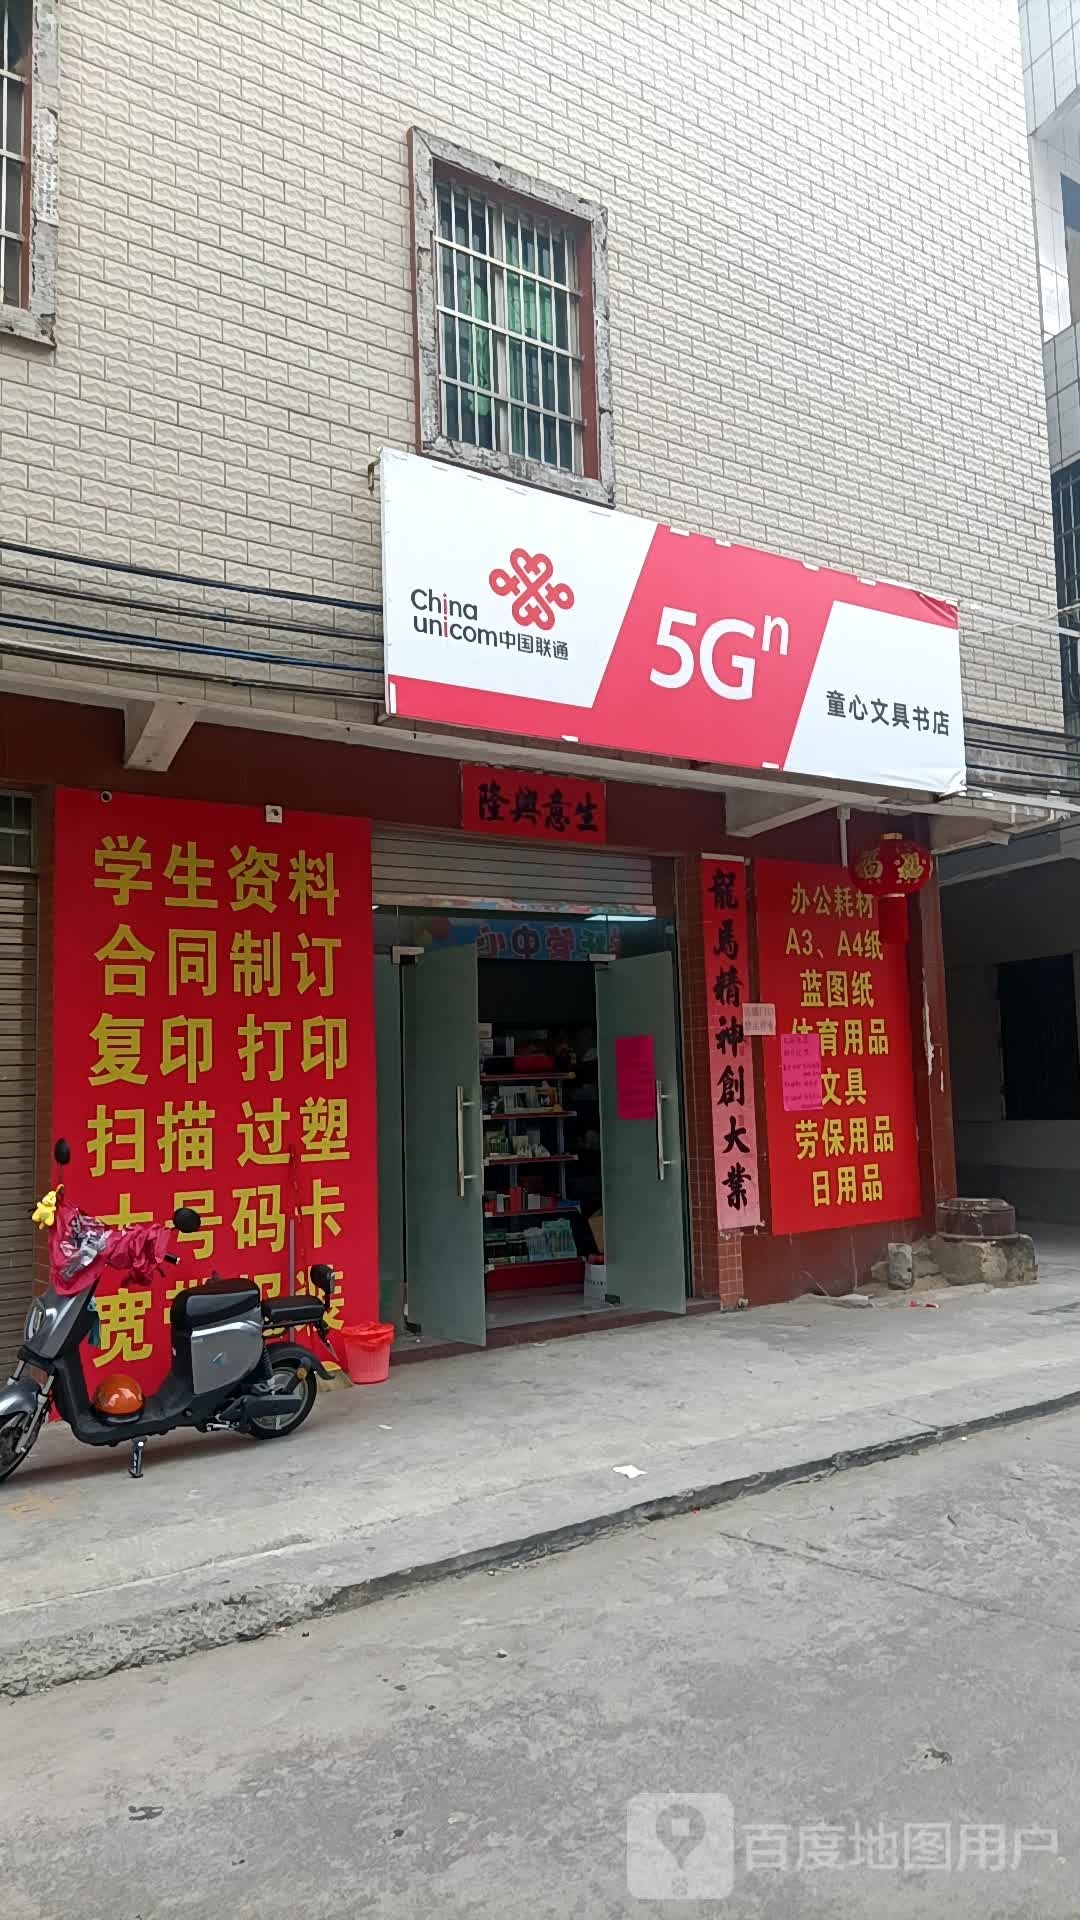 China
unicom中国联通
5Gⁿ
童心文具书店
隆興意生
学生资料
合同制订
复印 打印
扫描 过塑
号码卡
宽
龍馬精神創大業
办公耗材
A3、A4纸
蓝图纸
体育用品
文具
劳保用品
日用品
百度地图用户